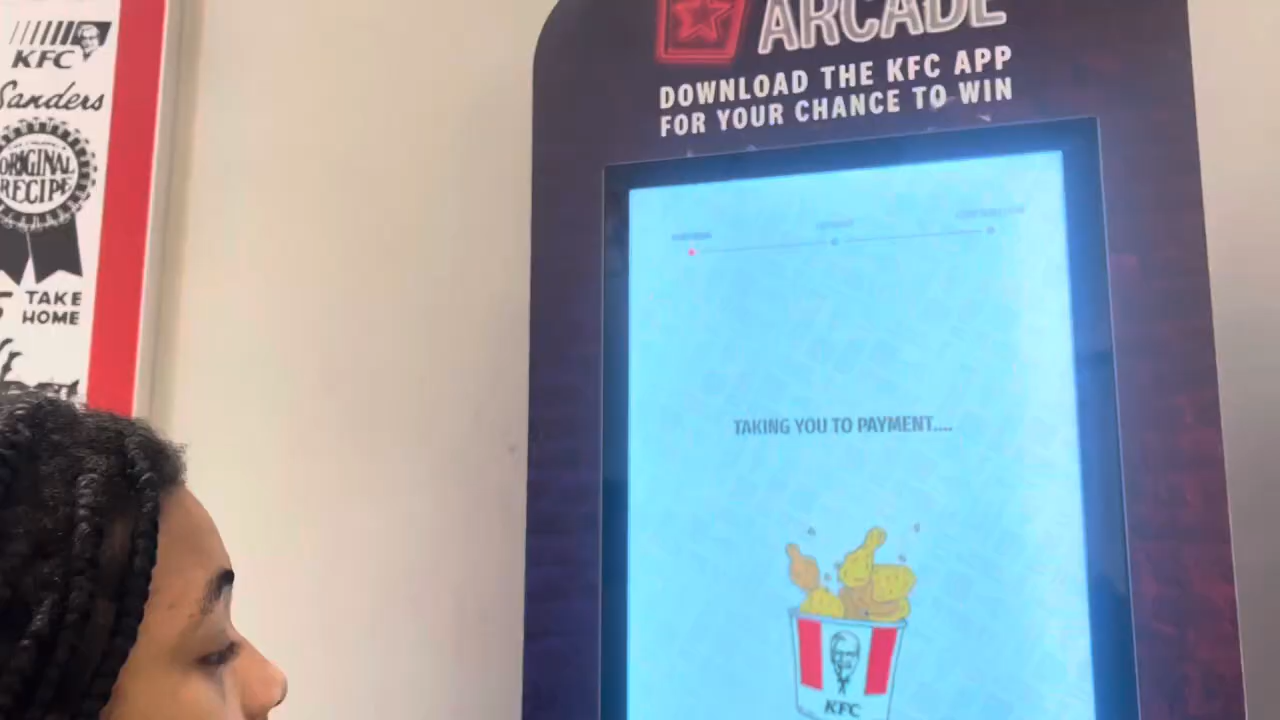 KFC
Sanders
ORIGINAL
RECIPE
TAKE
HOME
ARCADE
DOWNLOAD THE KFC APP
FOR YOUR CHANCE TO WIN
TAKING YOU TO PAYMENT....
KFC